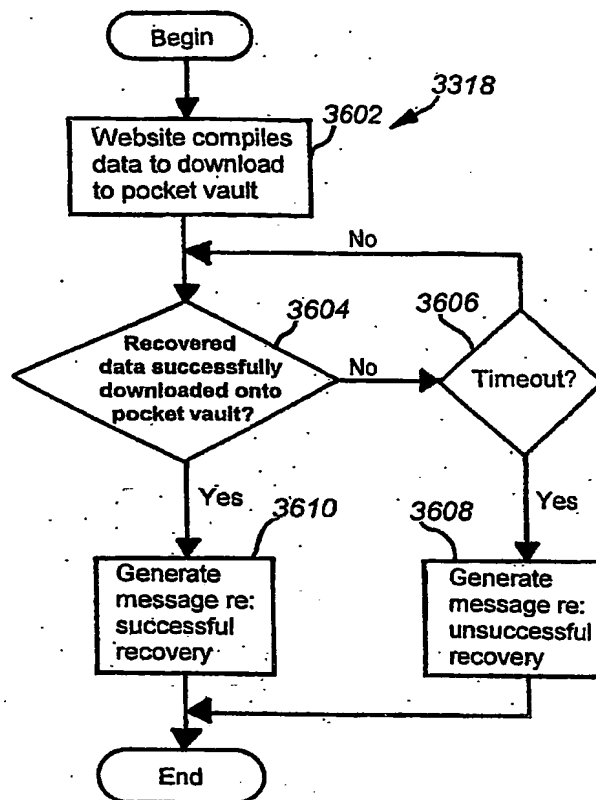 Begin
3318
3602
Website compiles
data to download
to pocket vault
No
3604
3606
Recovered
data successfully
downloaded onto
pocket vault?
No
Timeout?
Yes
3610
Yes
3608
Generate
message re:
successful
recovery
Generate
message re:
unsuccessful
recovery
End